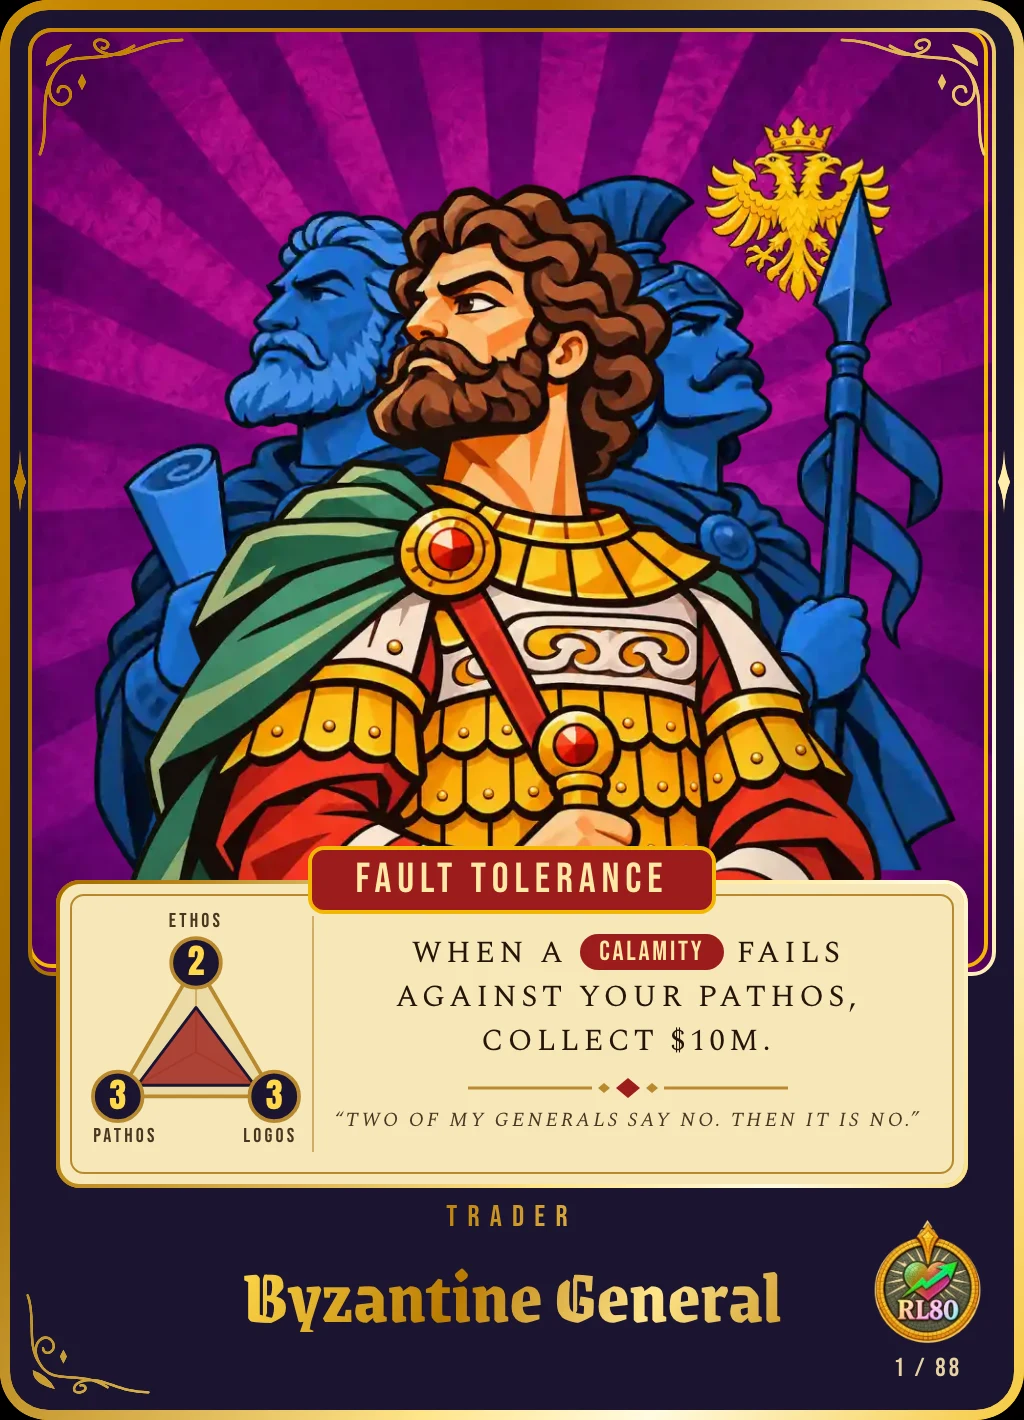 FAULT TOLERANCE
ETHOS
2
3
3
PATHOS
LOGOS
WHEN A CALAMITY FAILS
AGAINST YOUR PATHOS,
COLLECT $10M.
“TWO OF MY GENERALS SAY NO. THEN IT IS NO.”
TRADER
Byzantine General
RL80
1 / 88